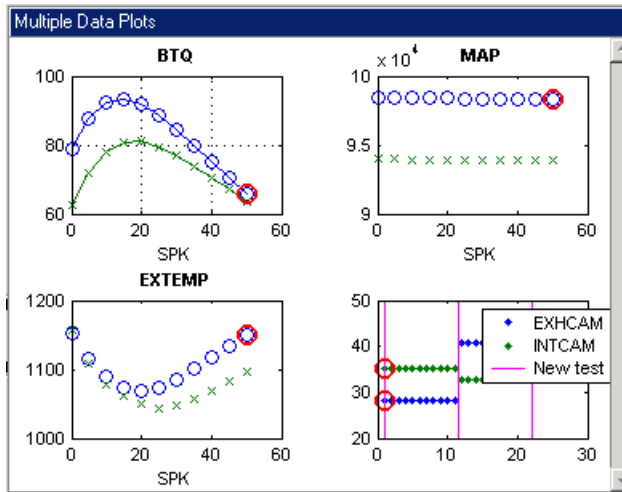 Multiple Data Plots
BTQ
100
80
60
0 20 40 60
SPK
MAP
x 10^4
10
9.5
9
0 20 40 60
SPK
EXTEMP
1200
1100
1000
0 20 40 60
SPK
50
40
30
20
0 10 20 30
EXHCAM
INTCAM
New test